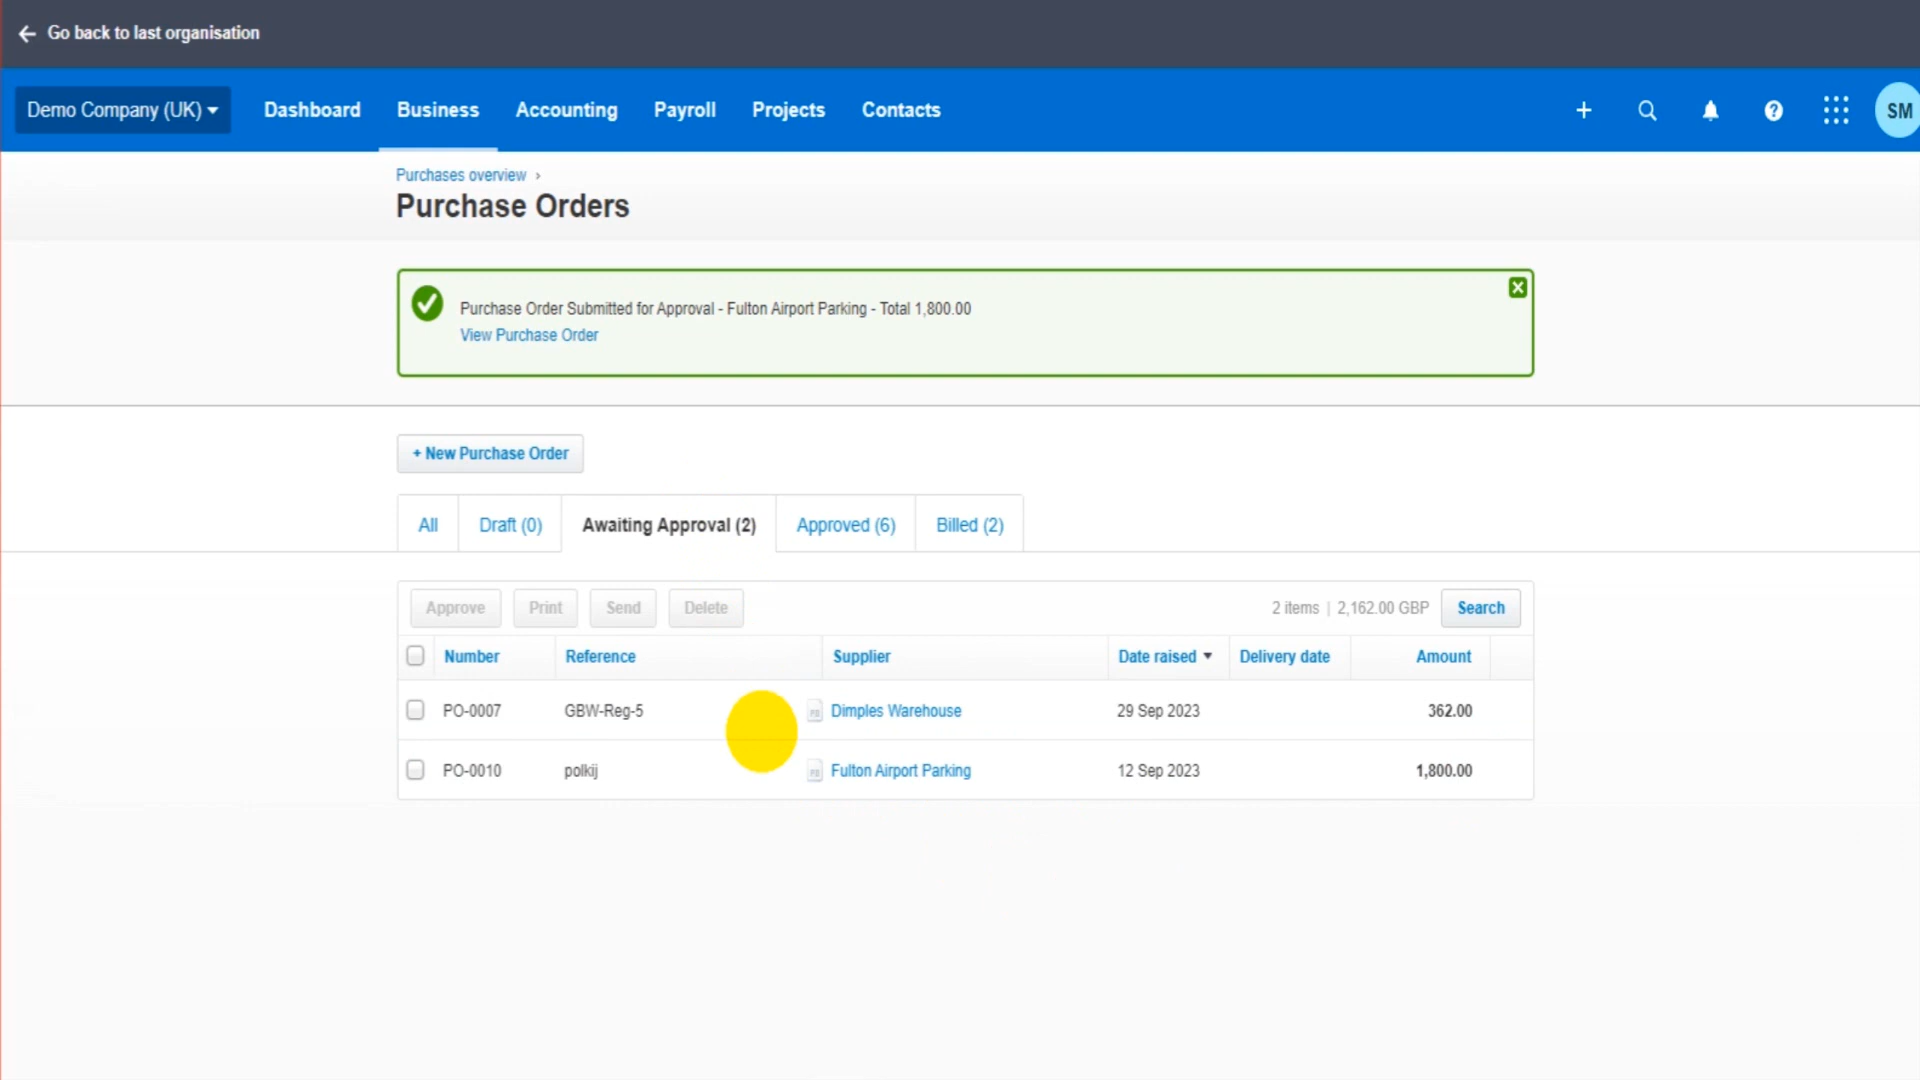 Go back to last organisation
Demo Company (UK) Dashboard Business Accounting Payroll Projects Contacts SM
Purchases overview ›
Purchase Orders
Purchase Order Submitted for Approval - Fulton Airport Parking - Total 1,800.00
View Purchase Order
+ New Purchase Order
All Draft (0) Awaiting Approval (2) Approved (6) Billed (2)
Approve Print Send Delete 2 items | 2,162.00 GBP Search
Number Reference Supplier Date raised Delivery date Amount
PO-0007 GBW-Reg-5 Dimples Warehouse 29 Sep 2023 362.00
PO-0010 polkij Fulton Airport Parking 12 Sep 2023 1,800.00